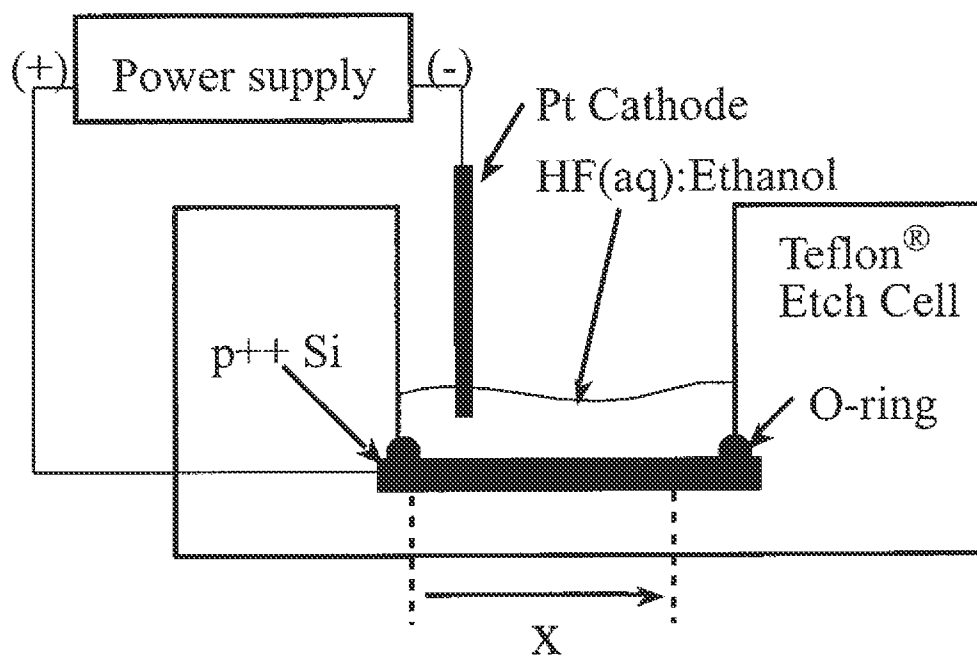 (+)
Power supply
(-)
Pt Cathode
HF(aq):Ethanol
Teflon®
Etch Cell
p++ Si
O-ring
X